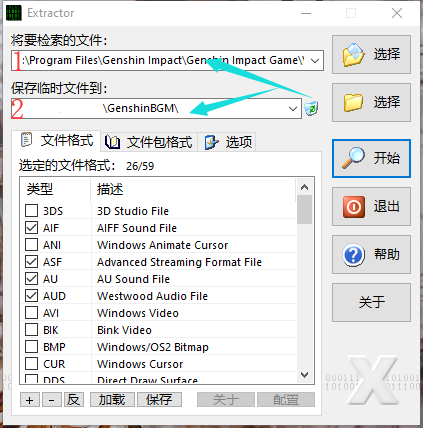 Extractor
将要检索的文件：
1 :\Program Files\Genshin Impact\Genshin Impact Game\Y
选择
保存临时文件到：
2 \GenshinBGM\
选择
文件格式 文件包格式 选项
开始
选定的文件格式： 26/59
类型 描述
3DS 3D Studio File
退出
AIF AIFF Sound File
ANI Windows Animate Cursor
ASF Advanced Streaming Format File
帮助
AU AU Sound File
AUD Westwood Audio File
关于
AVI Windows Video
BIK Bink Video
BMP Windows/OS2 Bitmap
CUR Windows Cursor
DDS Direct Draw Surface
+ - 反 加载 保存 关于 配置